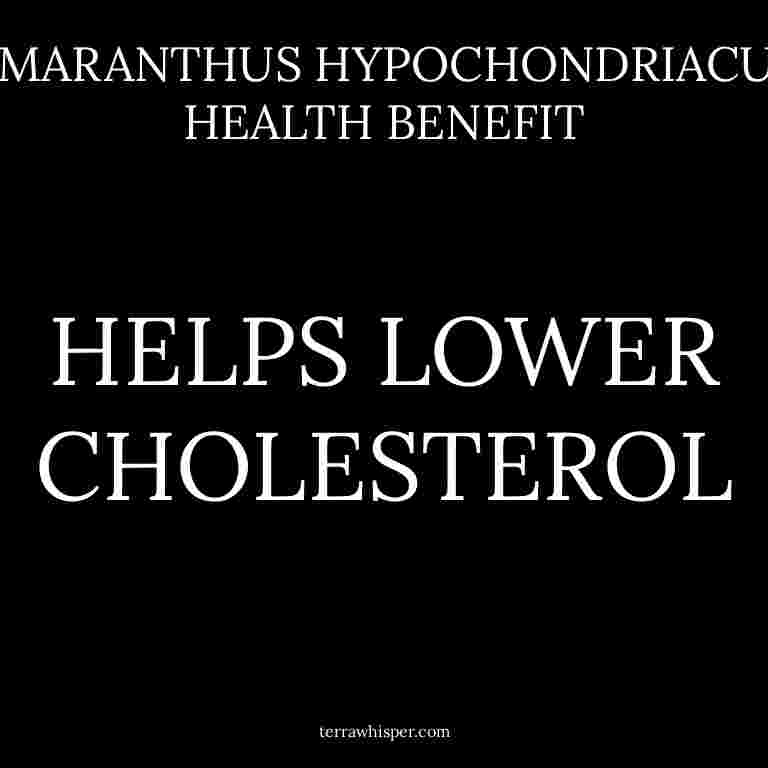 MARANTHUS HYPOCHONDRIACU
HEALTH BENEFIT
HELPS LOWER
CHOLESTEROL
terrawhisper.com